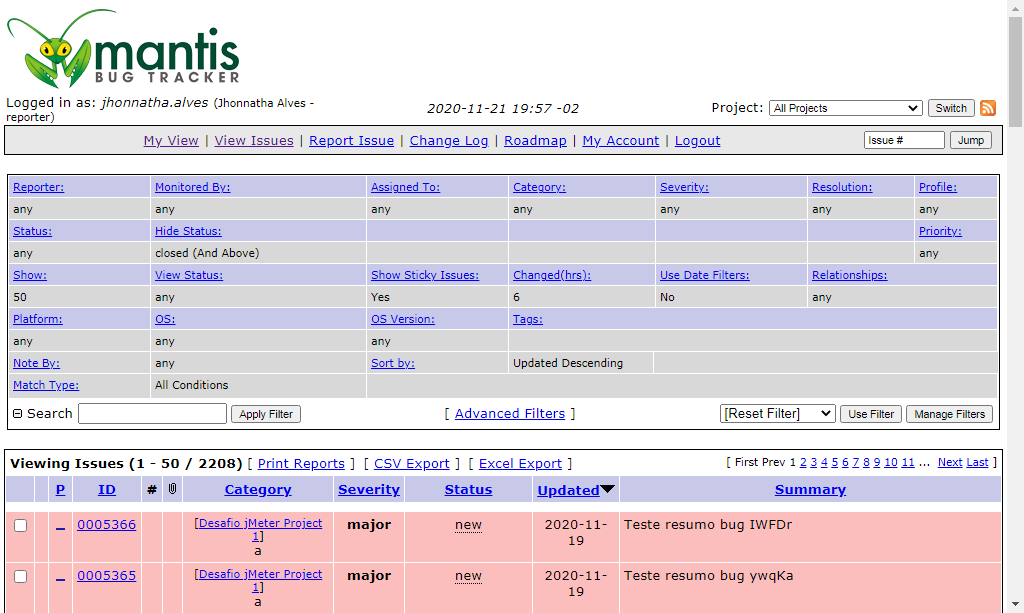 mantis
BUG TRACKER
Logged in as: jhonnatha.alves (Jhonnatha Alves - reporter)
2020-11-21 19:57 -02
Project: All Projects Switch
My View | View Issues | Report Issue | Change Log | Roadmap | My Account | Logout
Issue # Jump
Reporter: Monitored By: Assigned To: Category: Severity: Resolution: Profile:
any any any any any any any
Status: Hide Status: Priority:
any closed (And Above) any
Show: View Status: Show Sticky Issues: Changed(hrs): Use Date Filters: Relationships:
50 any Yes 6 No any
Platform: OS: OS Version: Tags:
any any any
Note By: any Sort by: Updated Descending
Match Type: All Conditions
Search Apply Filter [ Advanced Filters ] [Reset Filter] Use Filter Manage Filters
Viewing Issues (1 - 50 / 2208) [ Print Reports ] [ CSV Export ] [ Excel Export ] [ First Prev 1 2 3 4 5 6 7 8 9 10 11 ... Next Last ]
P ID # Category Severity Status Updated Summary
_ 0005366 [Desafio jMeter Project 1] a major new 2020-11-19 Teste resumo bug IWFDr
_ 0005365 [Desafio jMeter Project 1] a major new 2020-11-19 Teste resumo bug ywqKa